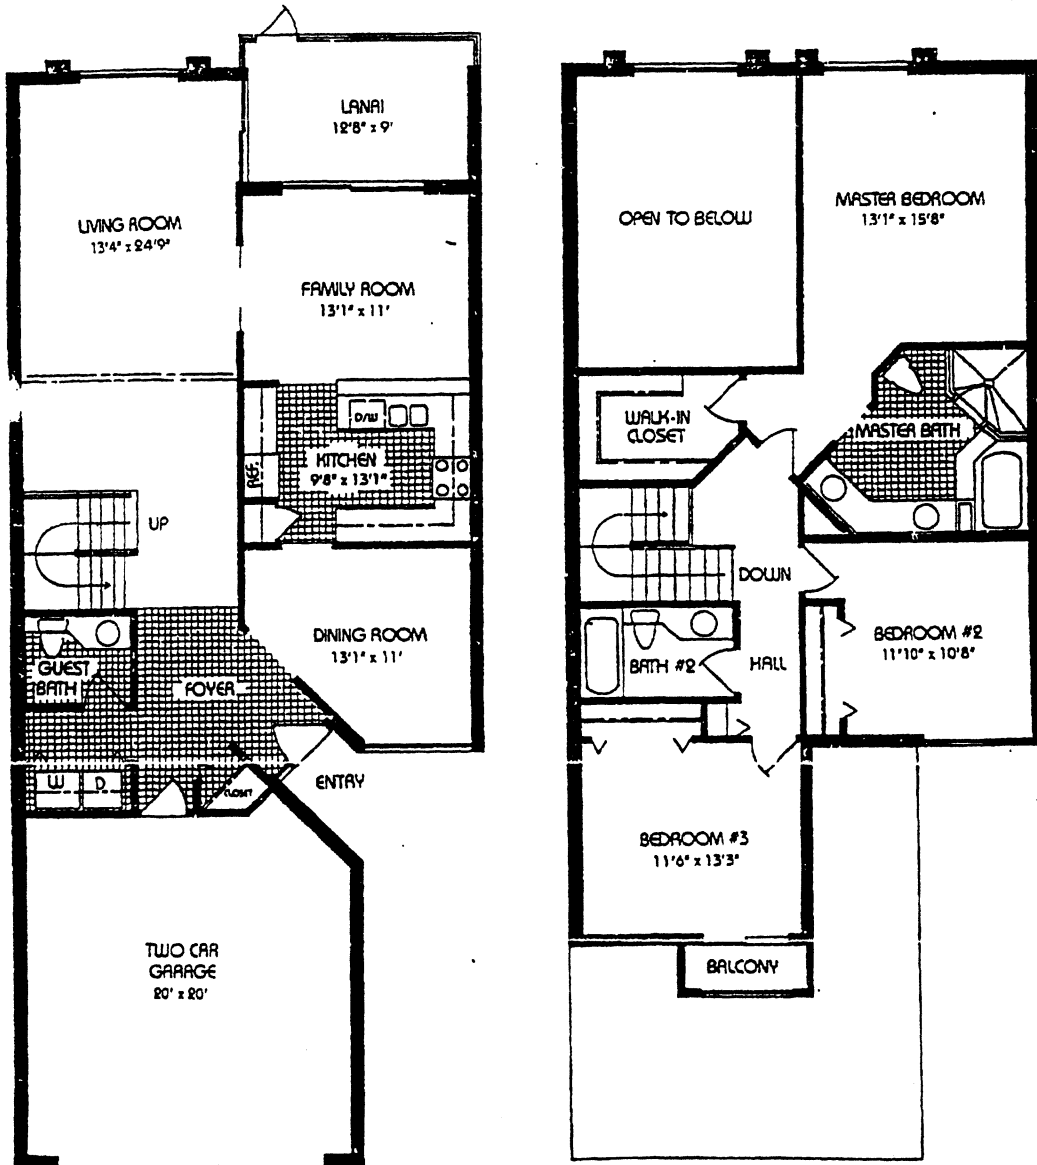 LANAI
12'8" x 9'
LIVING ROOM
13'4" x 24'9"
FAMILY ROOM
13'1" x 11'
D/W
REF.
KITCHEN
9'8" x 13'1"
UP
DINING ROOM
13'1" x 11'
GUEST
BATH
FOYER
W
D
CLOSET
ENTRY
TWO CAR
GARAGE
20' x 20'
OPEN TO BELOW
MASTER BEDROOM
13'1" x 15'8"
WALK-IN
CLOSET
MASTER BATH
DOWN
BEDROOM #2
11'10" x 10'8"
BATH #2
HALL
BEDROOM #3
11'6" x 13'3"
BALCONY